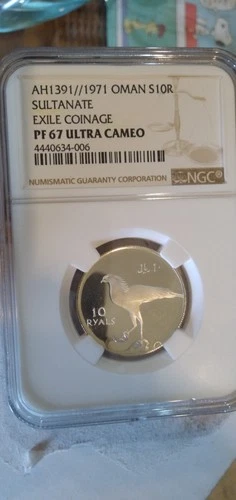 AH1391//1971 OMAN S10R
SULTANATE
EXILE COINAGE
PF 67 ULTRA CAMEO
4440634-006
NUMISMATIC GUARANTY CORPORATION
NGC®
10
RYALS